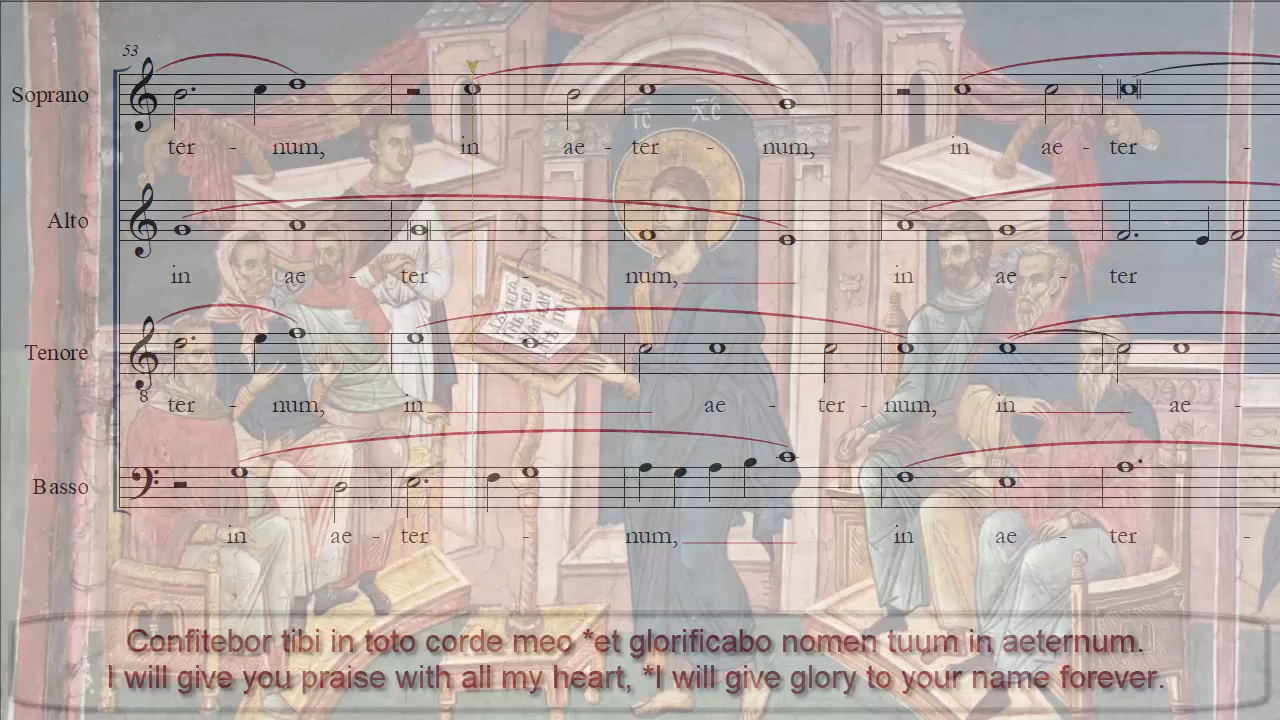 53
Soprano
ter - num, in ae - ter - num, in ae - ter -
IC XC
Alto
in ae - ter - num, in ae - ter
Tenore
8
ter - num, in ae - ter - num, in ae -
Basso
in ae - ter - num, in ae - ter -
Confitebor tibi in toto corde meo *et glorificabo nomen tuum in aeternum.
I will give you praise with all my heart, *I will give glory to your name forever.